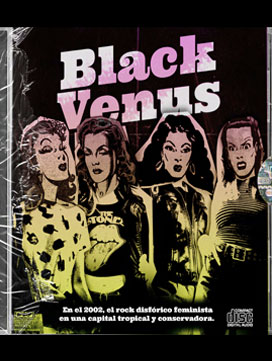 Black
Venus
THE
STONES
En el 2002, el rock disfórico feminista
en una capital tropical y conservadora.
COMPACT
disc
DIGITAL AUDIO